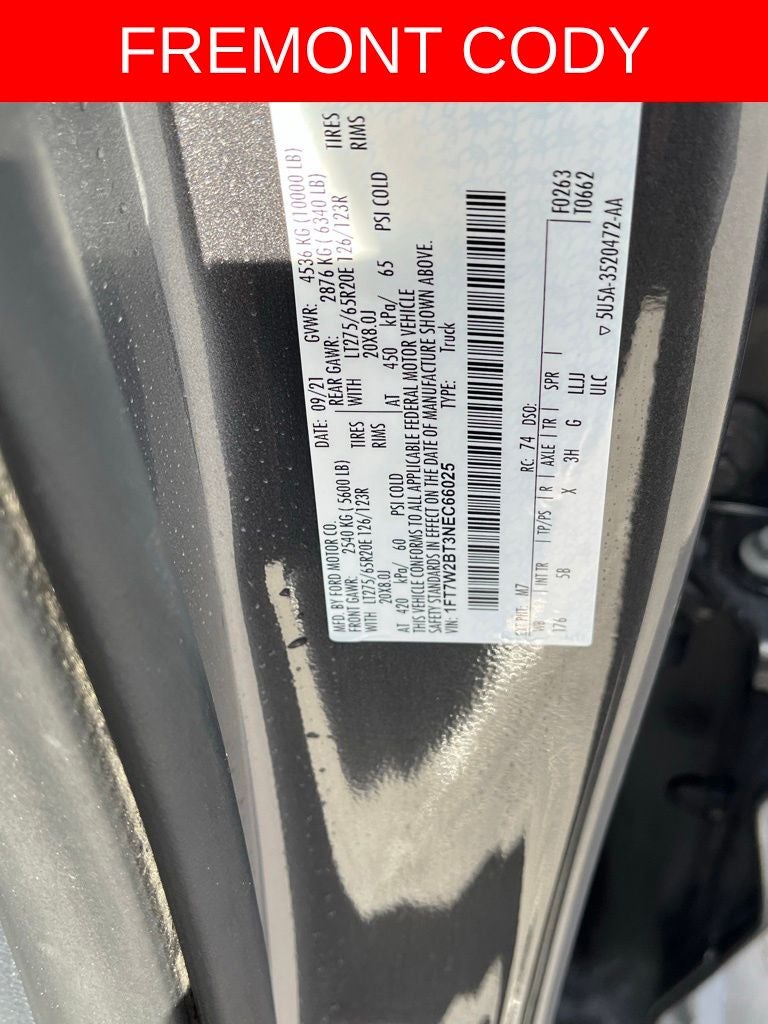 FREMONT CODY
MFD. BY FORD MOTOR CO. DATE: 09/21 GVWR: 4536 KG (10000 LB)
FRONT GAWR: 2540 KG ( 5600 LB) REAR GAWR: 2876 KG ( 6340 LB)
WITH LT275/65R20E 126/123R TIRES WITH LT275/65R20E 126/123R TIRES
20X8.0J RIMS 20X8.0J RIMS
AT 420 kPa/ 60 PSI COLD AT 450 kPa/ 65 PSI COLD
THIS VEHICLE CONFORMS TO ALL APPLICABLE FEDERAL MOTOR VEHICLE
SAFETY STANDARDS IN EFFECT ON THE DATE OF MANUFACTURE SHOWN ABOVE.
VIN: 1FT7W2BT3NEC66025 TYPE: Truck
F0263
T0662
EXT PNT: M7 RC: 74 DSO:
WB INT TR TP/PS R AXLE TR SPR
176 5B X 3H G LLJJ
ULC
▽ 5U5A-3520472-AA